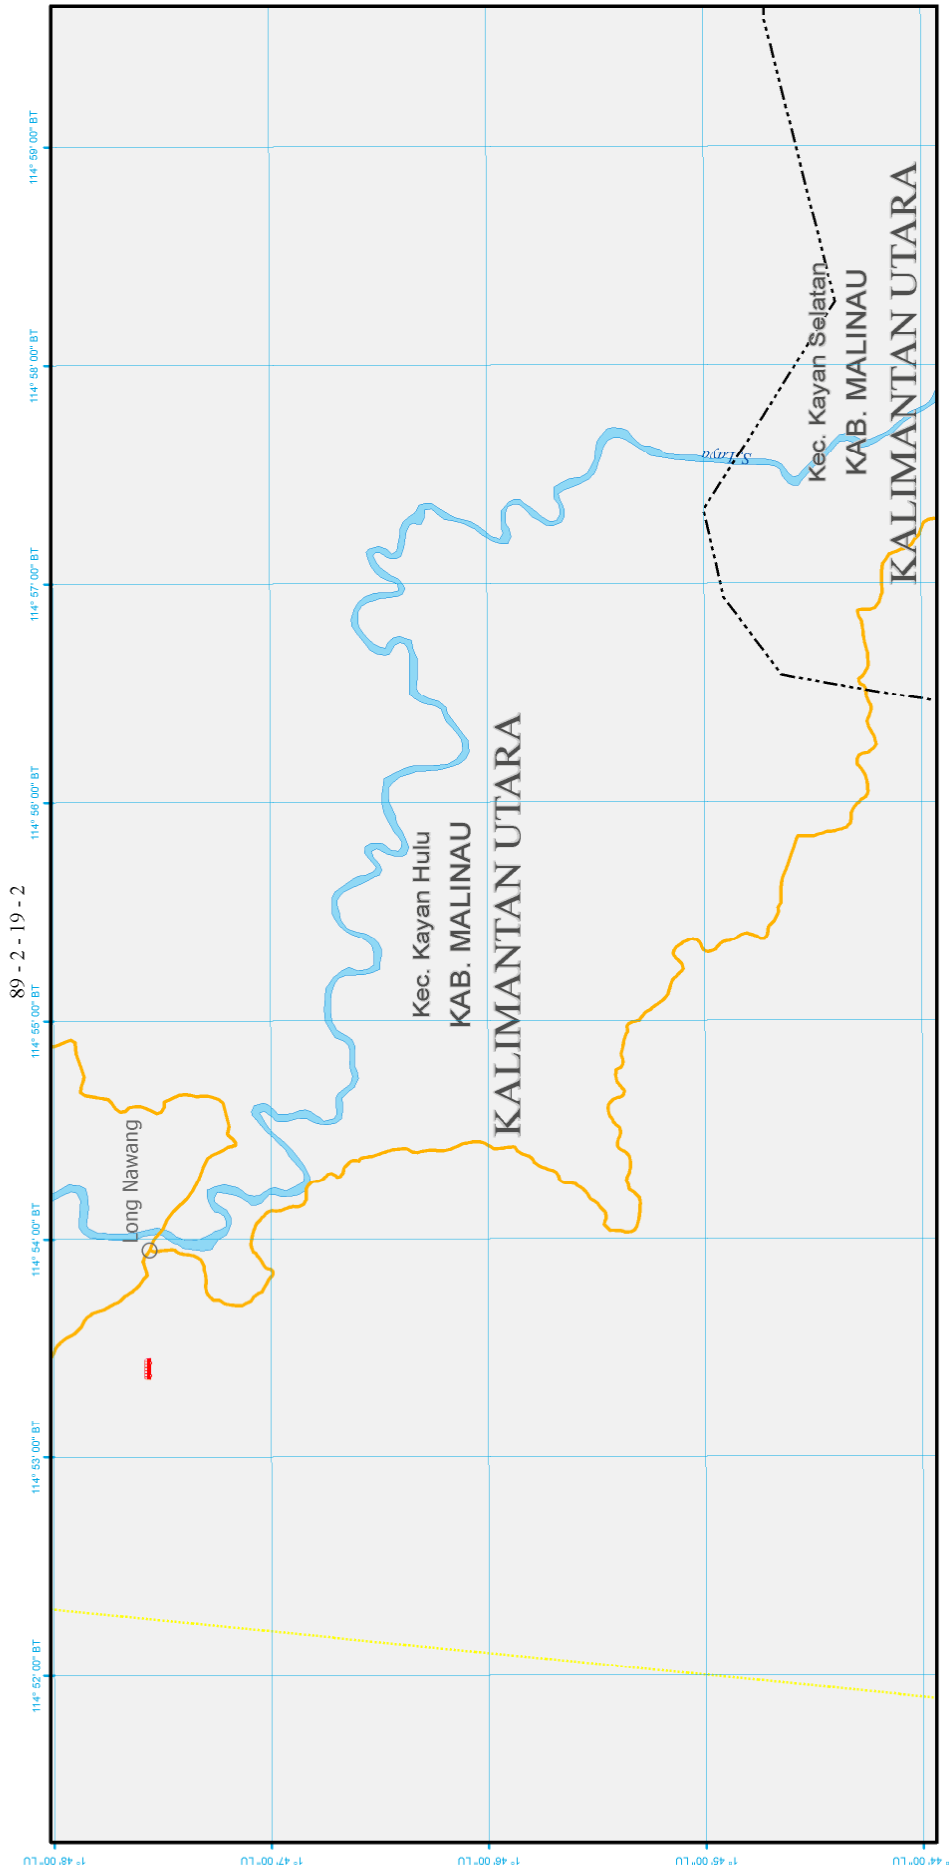 89 - 2 - 19 - 2
114° 52' 00" BT
114° 53' 00" BT
114° 54' 00" BT
114° 55' 00" BT
114° 56' 00" BT
114° 57' 00" BT
114° 58' 00" BT
114° 59' 00" BT
1° 48' 00" LU
1° 47' 00" LU
1° 46' 00" LU
1° 45' 00" LU
1° 44' 00" LU
Long Nawang
Kec. Kayan Hulu
KAB. MALINAU
KALIMANTAN UTARA
S. Laya
Kec. Kayan Selatan
KAB. MALINAU
KALIMANTAN UTARA